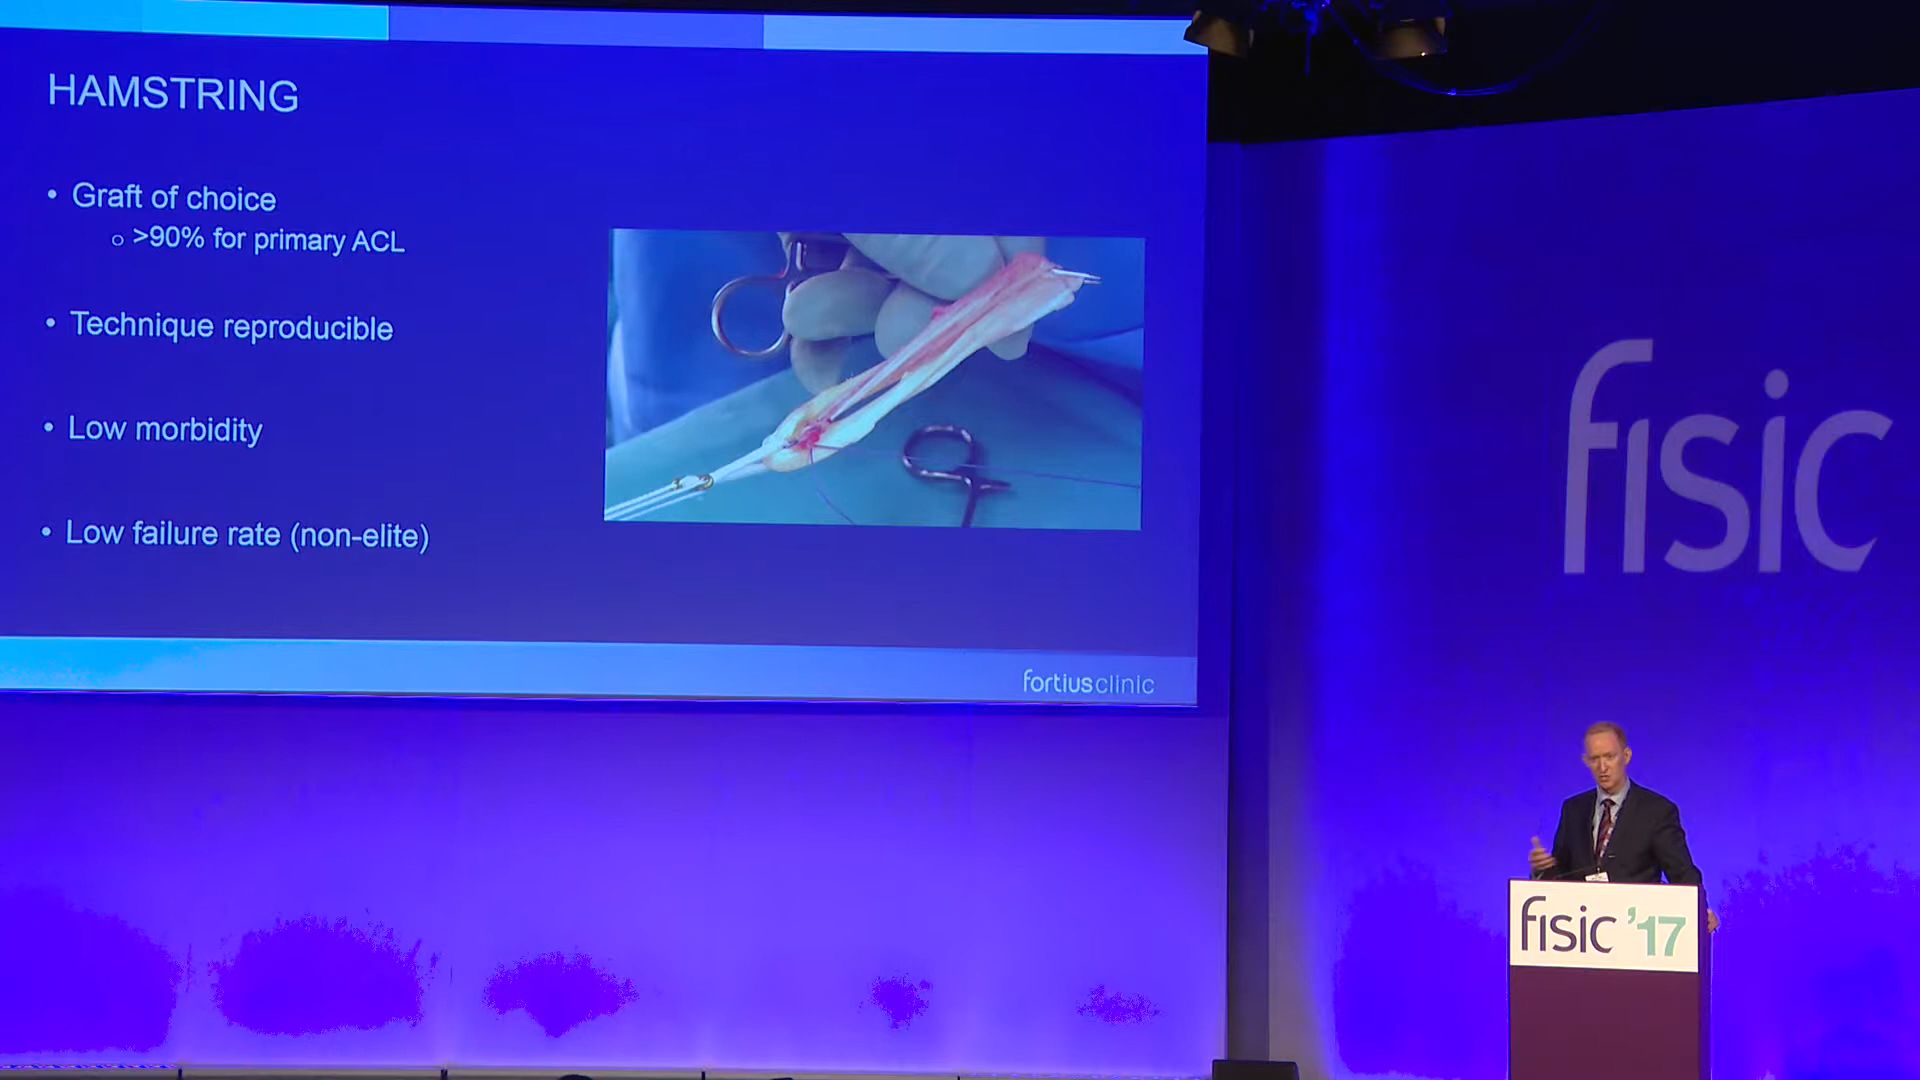 HAMSTRING
• Graft of choice
○ >90% for primary ACL
• Technique reproducible
• Low morbidity
• Low failure rate (non-elite)
fortiusclinic
fisic
fisic '17